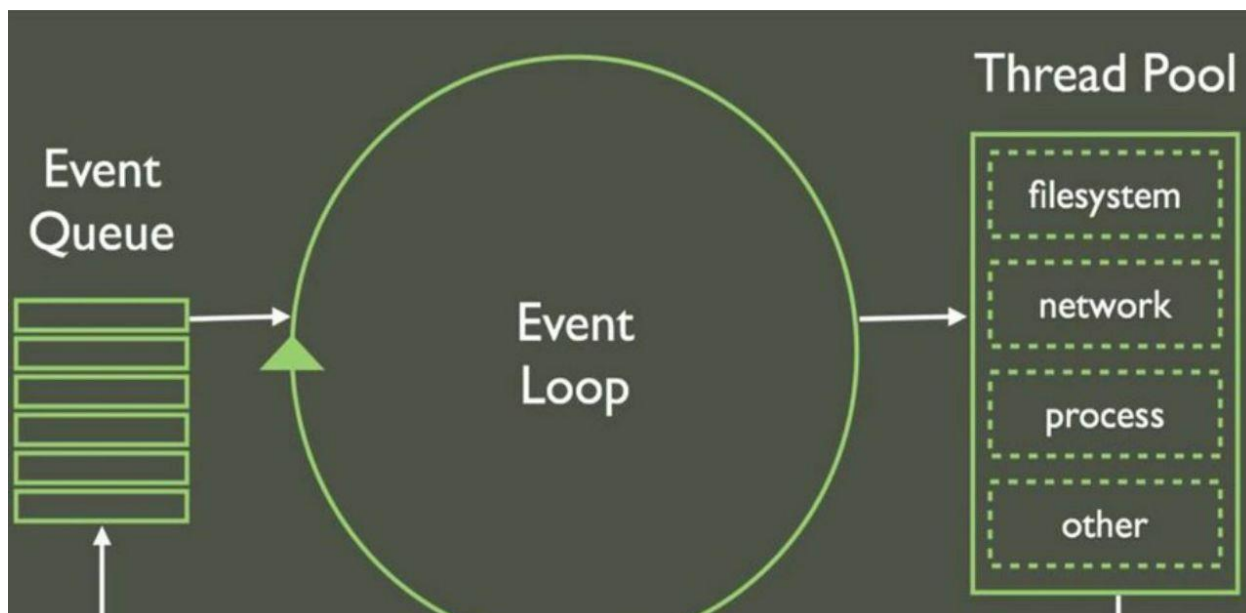 Event
Queue
Event
Loop
Thread Pool
filesystem
network
process
other